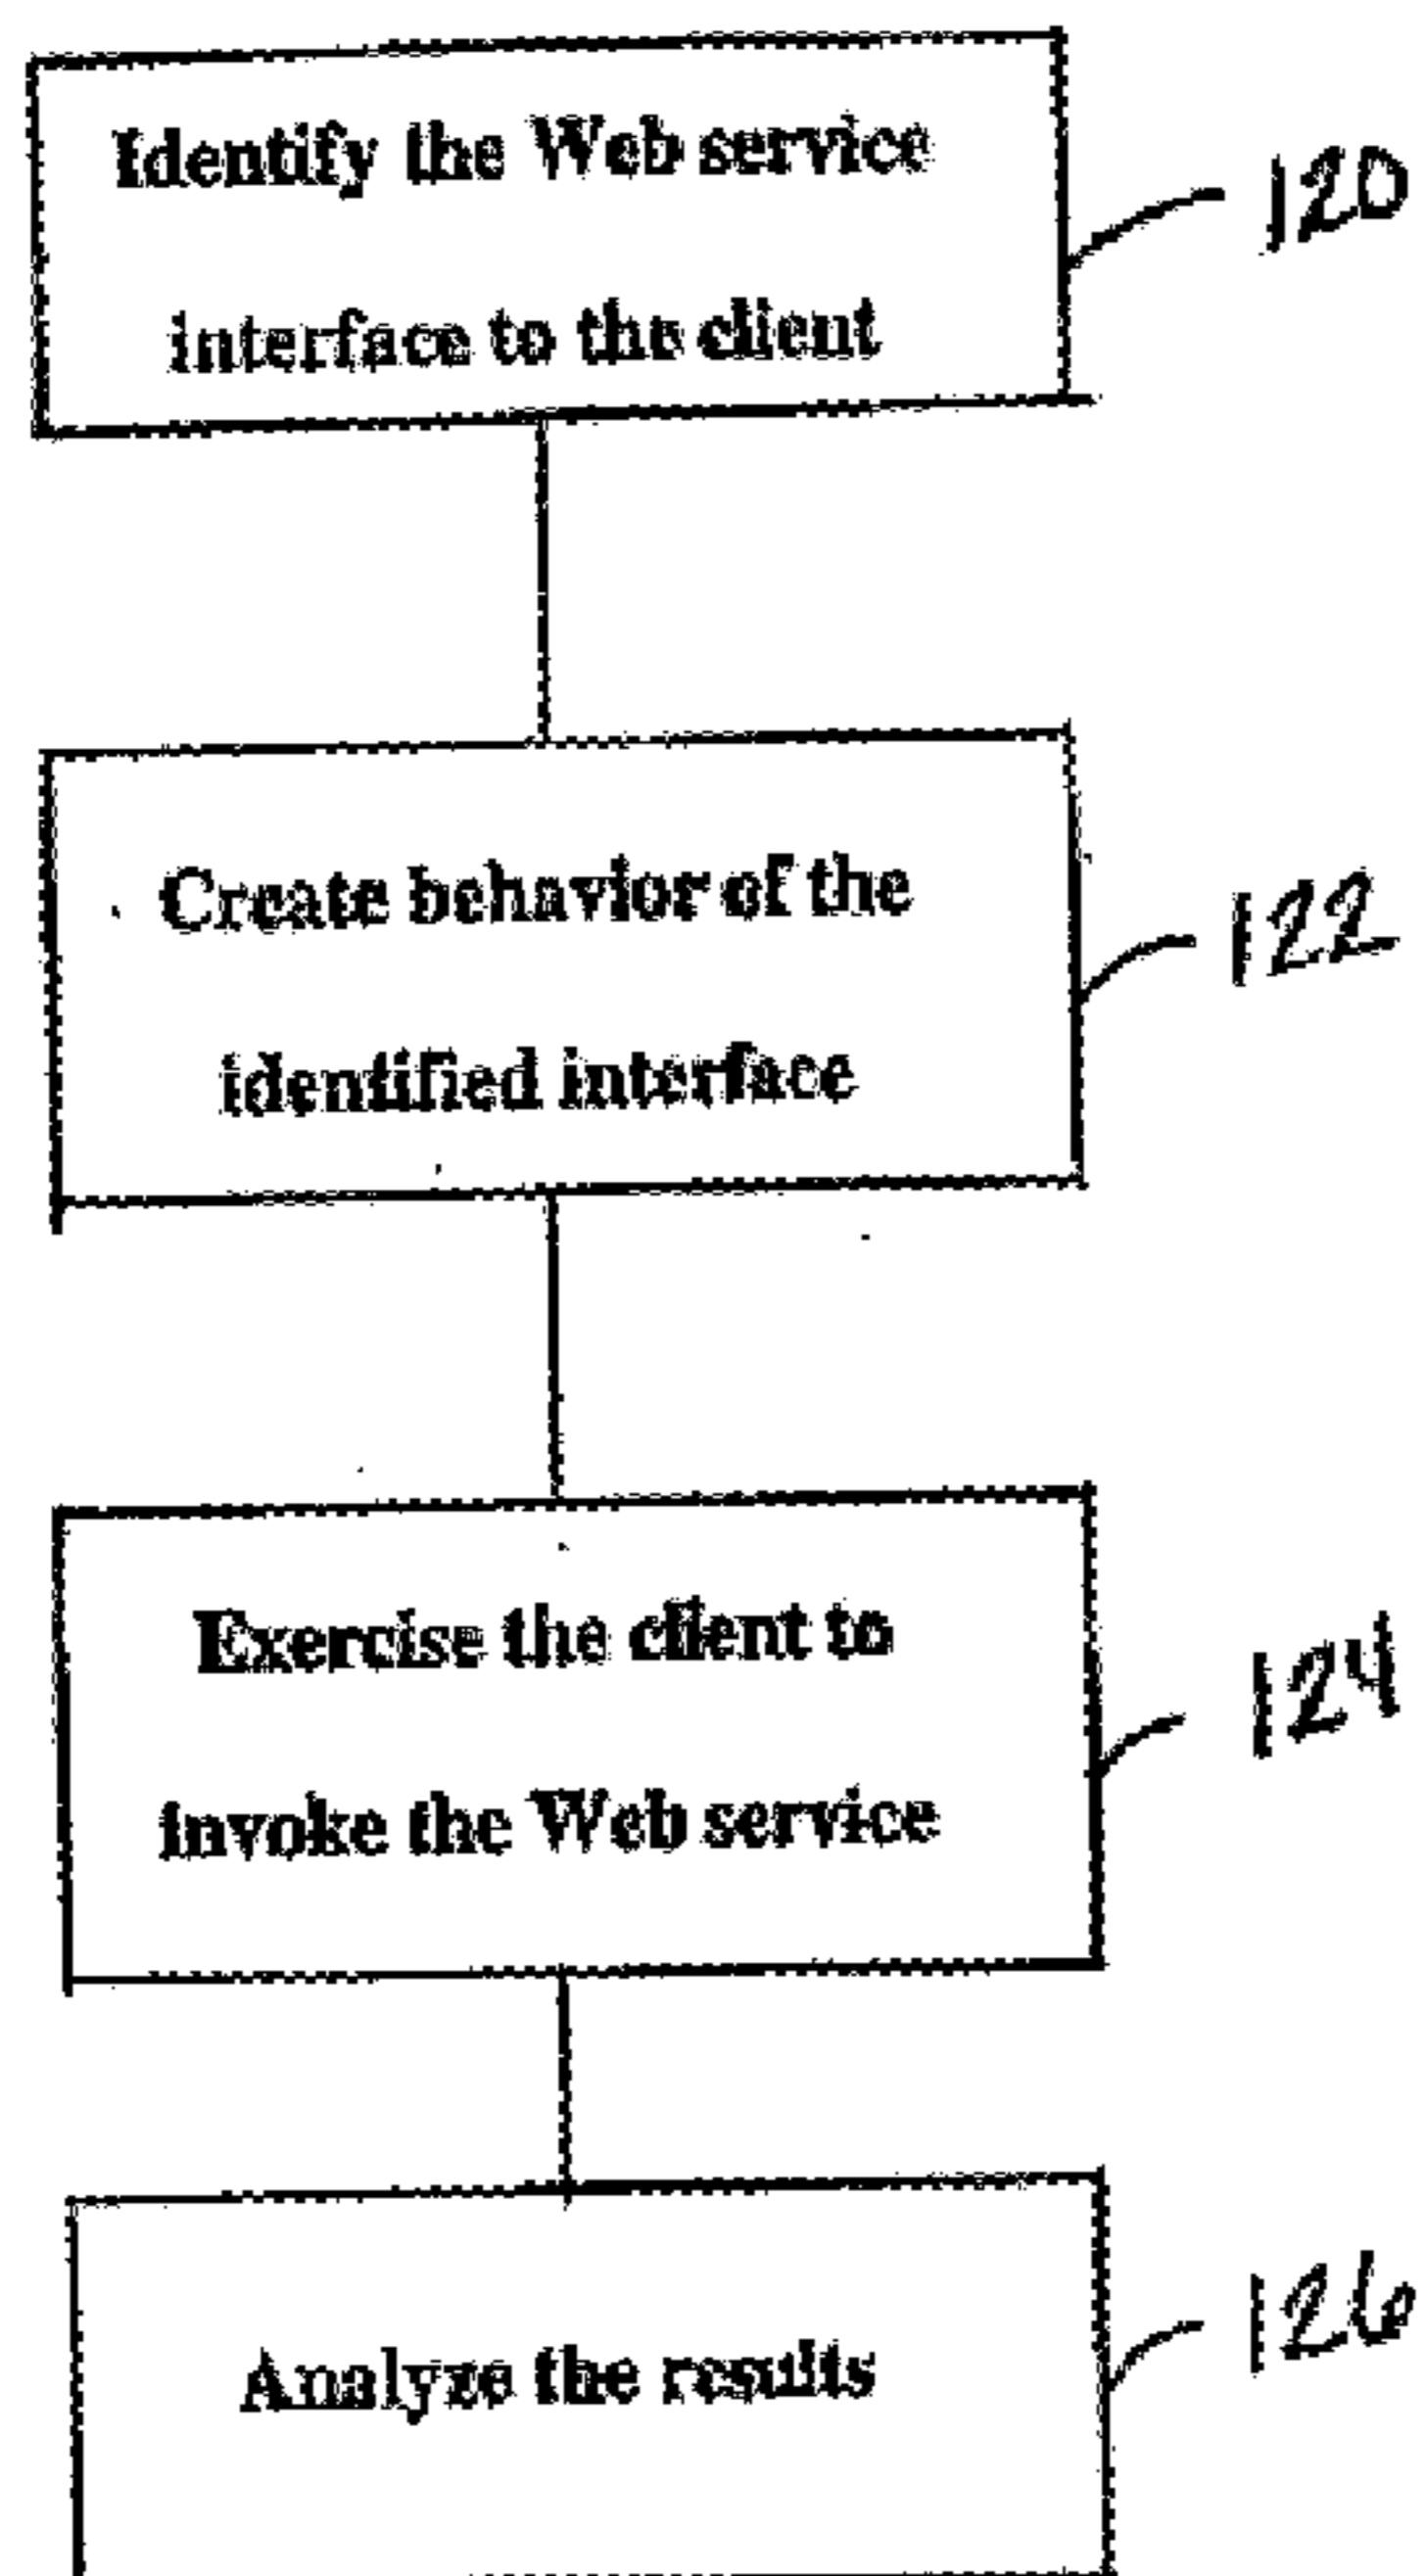 Identify the Web service
interface to the client
120
Create behavior of the
identified interface
122
Exercise the client to
invoke the Web service
124
Analyze the results
126